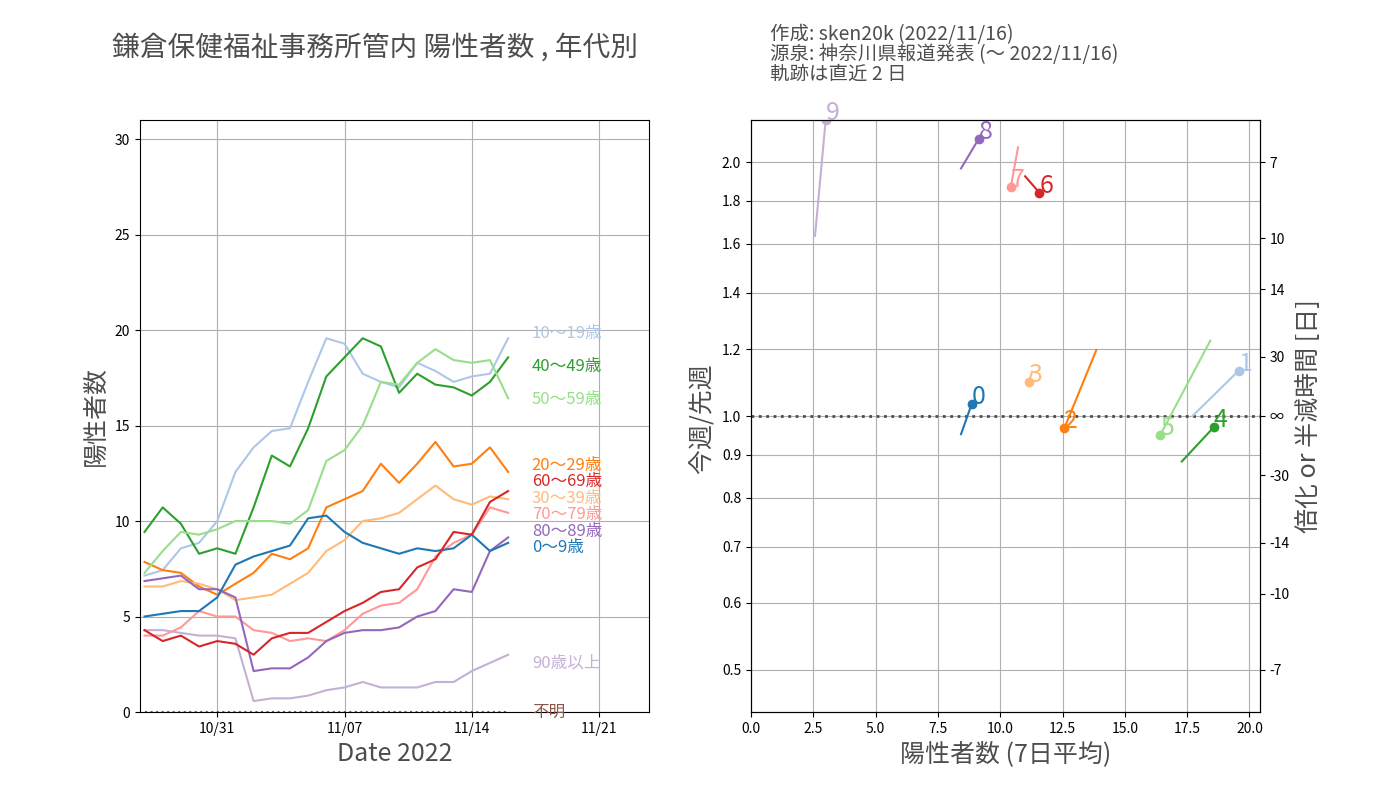 鎌倉保健福祉事務所管内 陽性者数 , 年代別
作成: sken20k (2022/11/16)
源泉: 神奈川県報道発表 (～ 2022/11/16)
軌跡は直近 2 日
陽性者数
30
25
20
15
10
5
0
10/31
11/07
11/14
11/21
Date 2022
10～19歳
40～49歳
50～59歳
20～29歳
60～69歳
30～39歳
70～79歳
80～89歳
0～9歳
90歳以上
不明
今週/先週
2.0
1.8
1.6
1.4
1.2
1.0
0.9
0.8
0.7
0.6
0.5
0.0
2.5
5.0
7.5
10.0
12.5
15.0
17.5
20.0
陽性者数 (7日平均)
9
8
7
6
3
1
0
2
5
4
7
10
14
30
∞
-30
-14
-10
-7
倍化 or 半減時間 [日]